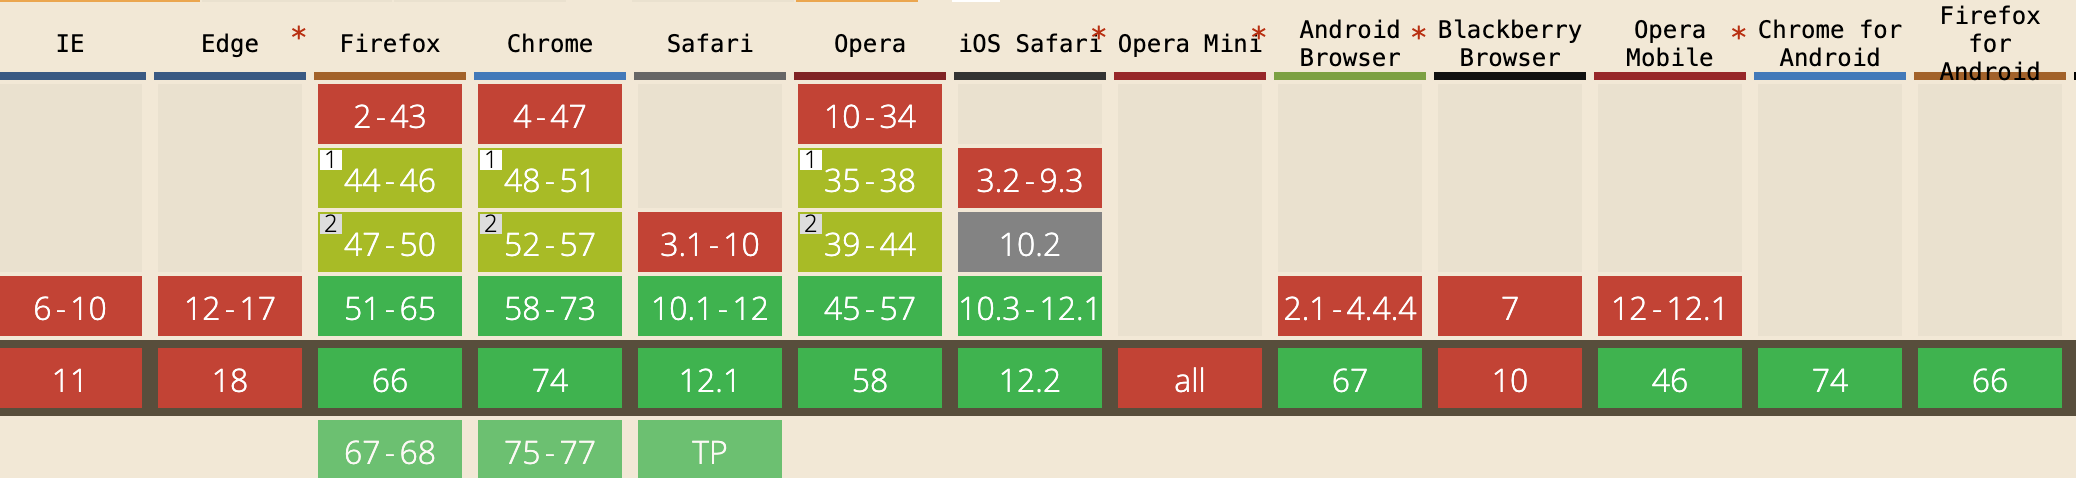 IE Edge * Firefox Chrome Safari Opera iOS Safari * Opera Mini * Android Browser * Blackberry Browser Opera Mobile * Chrome for Android Firefox for Android
2-43 4-47 10-34
1 44-46 1 48-51 1 35-38 3.2-9.3
2 47-50 2 52-57 3.1-10 2 39-44 10.2
6-10 12-17 51-65 58-73 10.1-12 45-57 10.3-12.1 2.1-4.4.4 7 12-12.1
11 18 66 74 12.1 58 12.2 all 67 10 46 74 66
67-68 75-77 TP